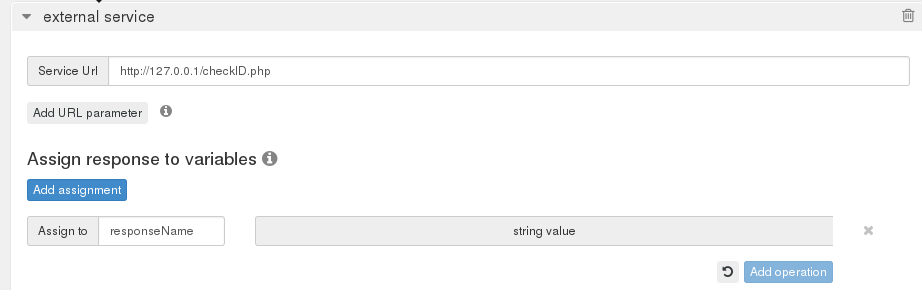 external service
Service Url http://127.0.0.1/checkID.php
Add URL parameter
Assign response to variables
Add assignment
Assign to responseName string value
Add operation